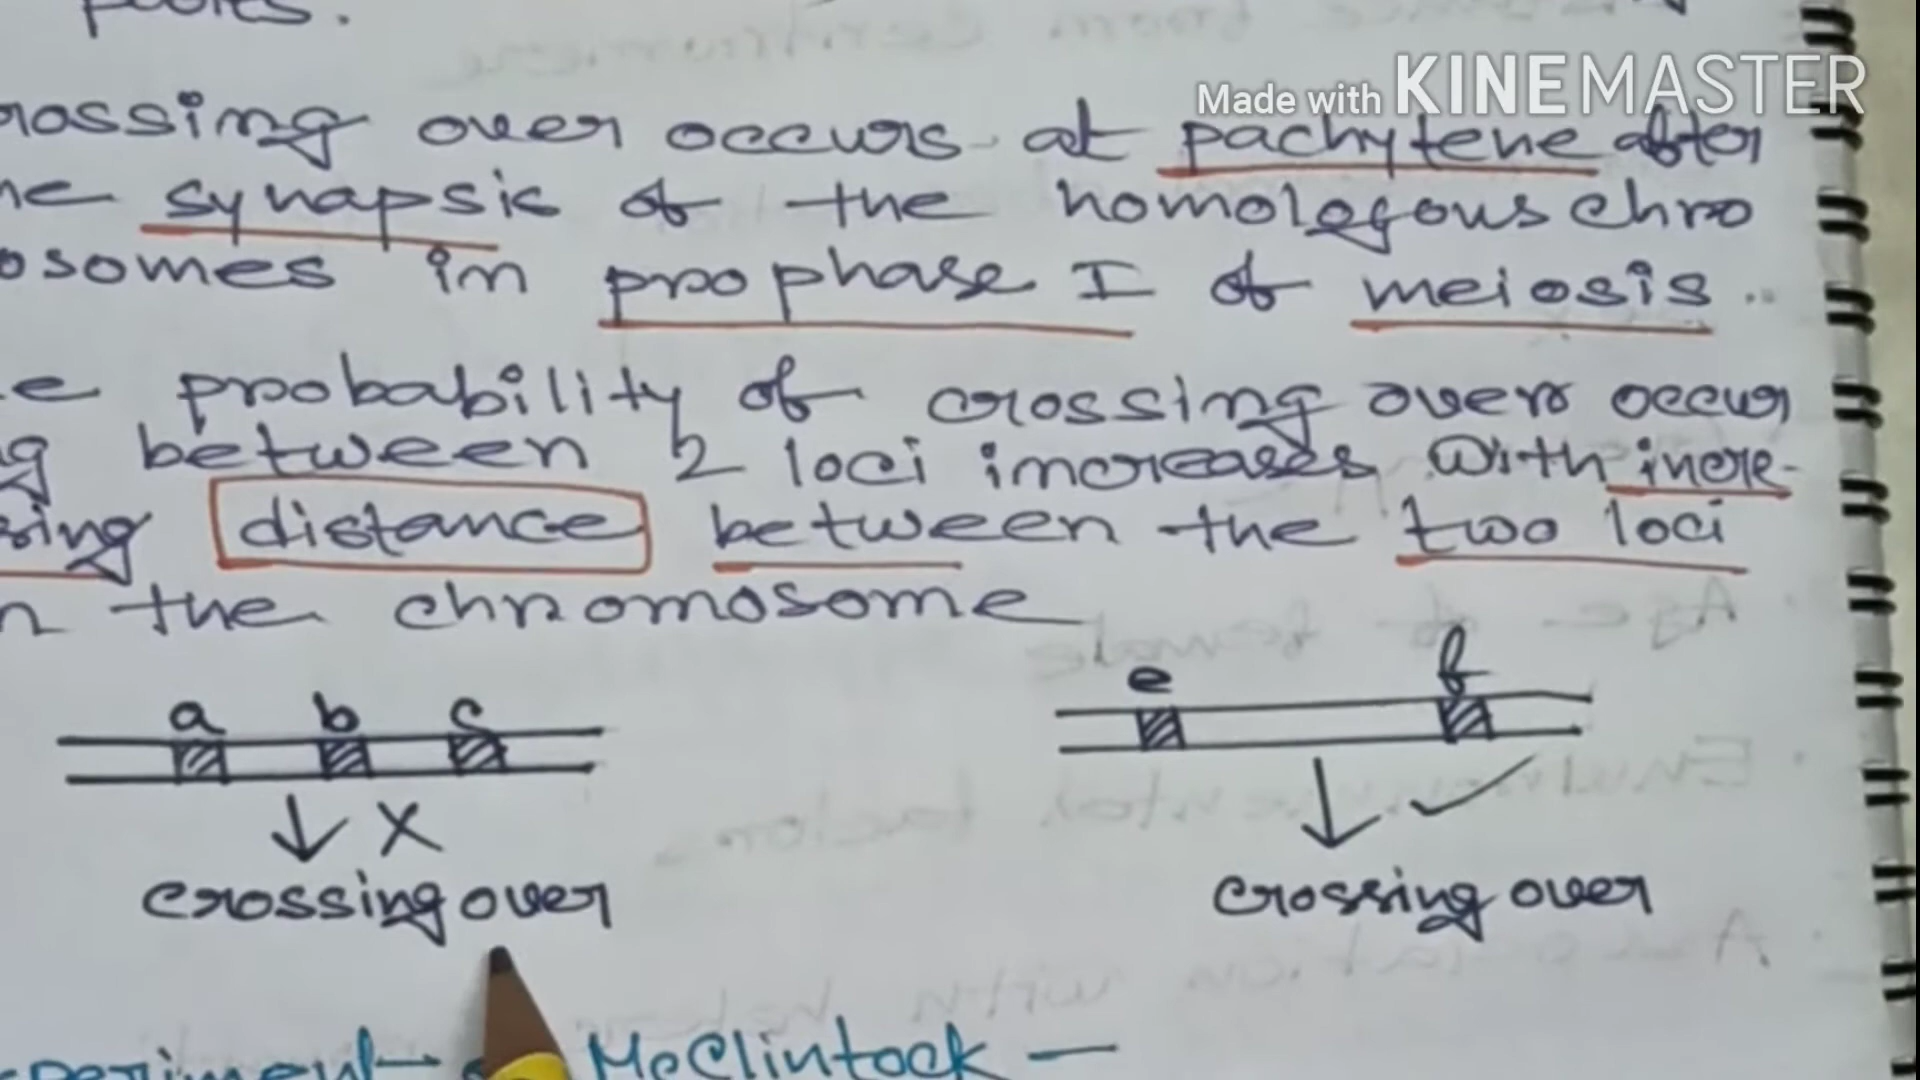 Made with KINEMASTER
rossing over occurs at pachytene after
ne synapsis of the homologous chro
osomes in prophase I of meiosis.
e probability of crossing over occur
ng between 2 loci increases with incre-
sing distance between the two loci
n the chromosome
a b c
e f
X
crossing over
crossing over
McClintock —